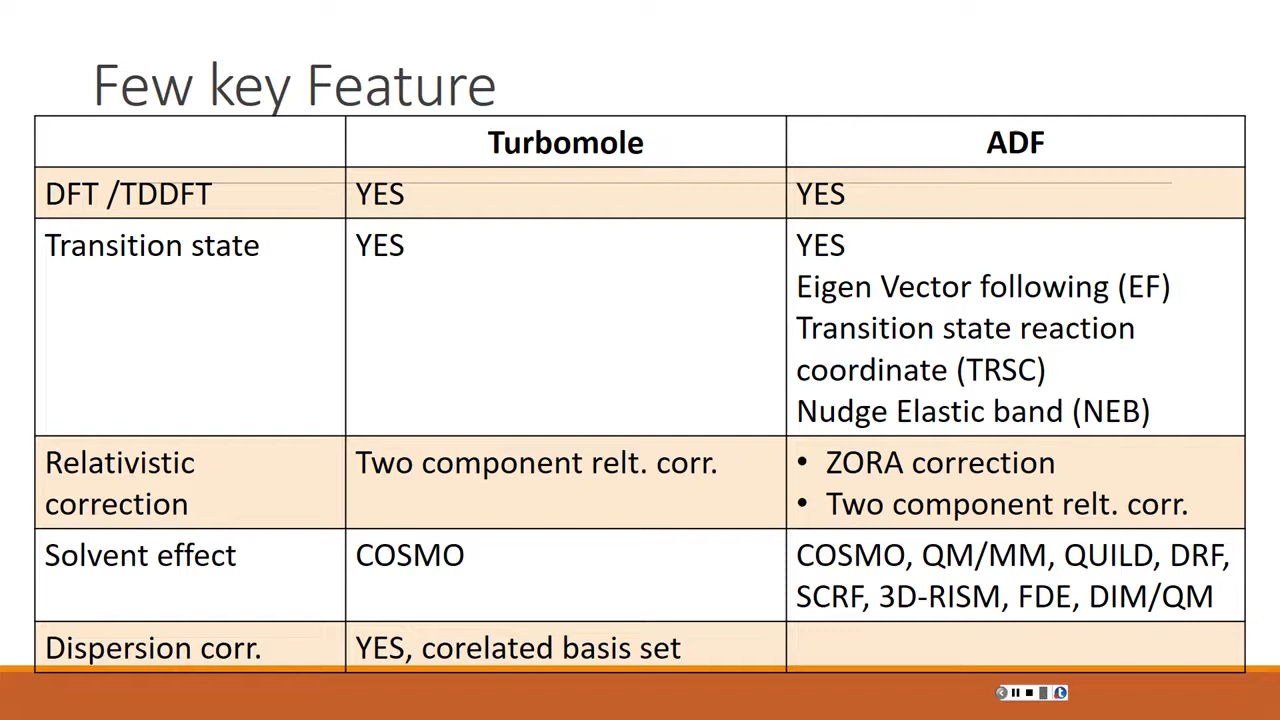 Few key Feature
Turbomole ADF
DFT /TDDFT YES YES
Transition state YES YES
Eigen Vector following (EF)
Transition state reaction
coordinate (TRSC)
Nudge Elastic band (NEB)
Relativistic Two component relt. corr. • ZORA correction
correction • Two component relt. corr.
Solvent effect COSMO COSMO, QM/MM, QUILD, DRF,
SCRF, 3D-RISM, FDE, DIM/QM
Dispersion corr. YES, corelated basis set